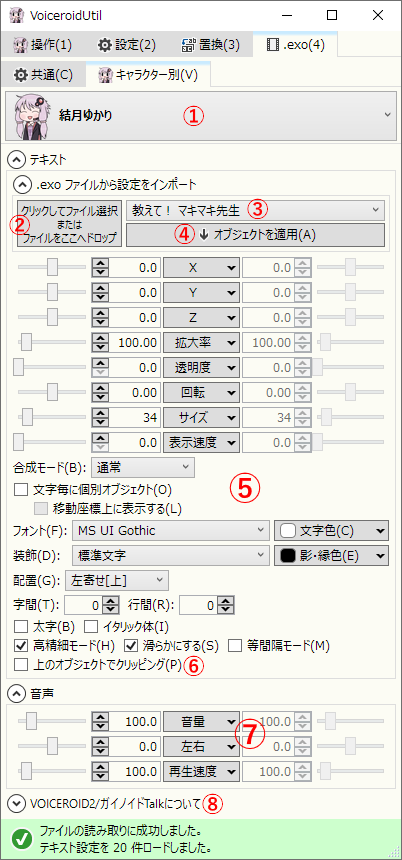 VoiceroidUtil
操作(1) 設定(2) 置換(3) .exo(4)
共通(C) キャラクター別(V)
結月ゆかり ①
テキスト
.exo ファイルから設定をインポート
クリックしてファイル選択
または
ファイルをここへドロップ
②
教えて! マキマキ先生 ③
④ オブジェクトを適用(A)
0.0 X 0.0
0.0 Y 0.0
0.0 Z 0.0
100.00 拡大率 100.00
0.0 透明度 0.0
0.00 回転 0.00
34 サイズ 34
0.0 表示速度 0.0
合成モード(B): 通常
⑤
文字毎に個別オブジェクト(O)
移動座標上に表示する(L)
フォント(F): MS UI Gothic 文字色(C)
装飾(D): 標準文字 影・縁色(E)
配置(G): 左寄せ[上]
字間(T): 0 行間(R): 0
太字(B) イタリック体(I)
高精細モード(H) 滑らかにする(S) 等間隔モード(M)
上のオブジェクトでクリッピング(P) ⑥
音声
100.0 音量 100.0
0.0 左右 0.0
100.0 再生速度 100.0
⑦
VOICEROID2/ガイノイドTalkについて ⑧
ファイルの読み取りに成功しました。
テキスト設定を 20 件ロードしました。